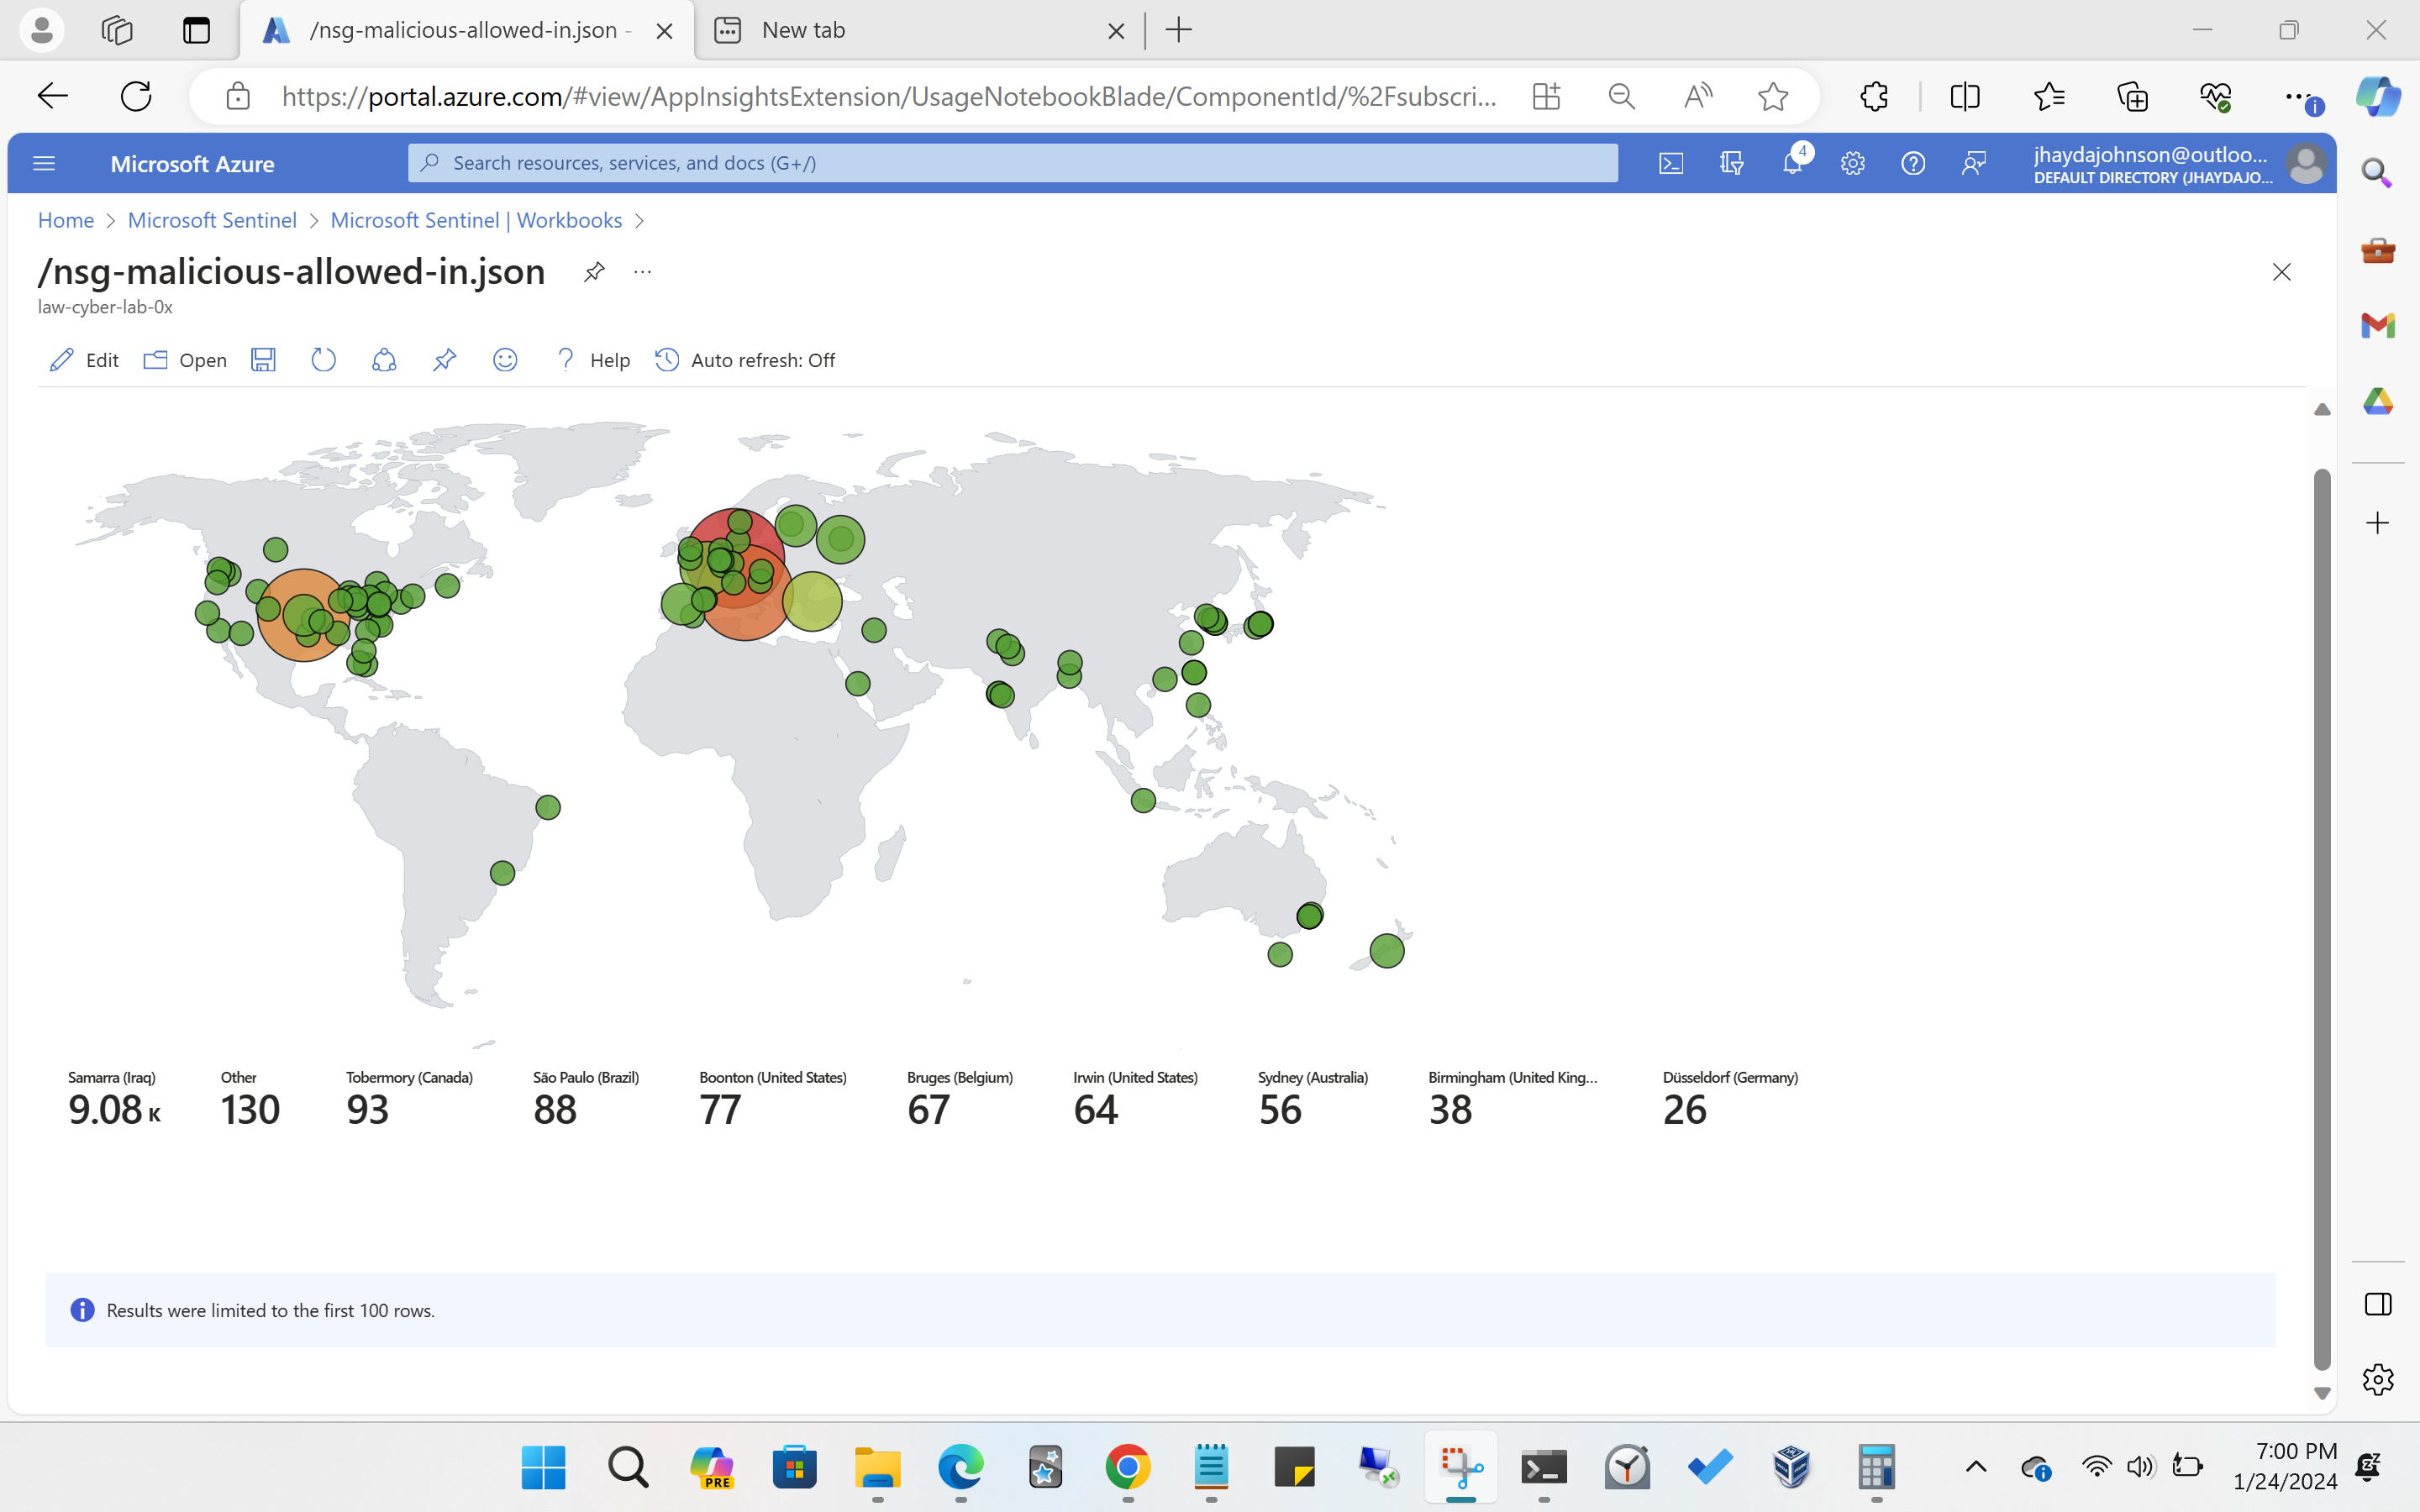 /nsg-malicious-allowed-in.json -
New tab
https://portal.azure.com/#view/AppInsightsExtension/UsageNotebookBlade/ComponentId/%2Fsubscri...
Microsoft Azure
Search resources, services, and docs (G+/)
4
jhaydajohnson@outloo...
DEFAULT DIRECTORY (JHAYDAJO...
Home > Microsoft Sentinel > Microsoft Sentinel | Workbooks >
/nsg-malicious-allowed-in.json
law-cyber-lab-0x
Edit Open Help Auto refresh: Off
Samarra (Iraq) Other Tobermory (Canada) São Paulo (Brazil) Boonton (United States) Bruges (Belgium) Irwin (United States) Sydney (Australia) Birmingham (United King... Düsseldorf (Germany)
9.08 K 130 93 88 77 67 64 56 38 26
Results were limited to the first 100 rows.
PRE
7:00 PM
1/24/2024